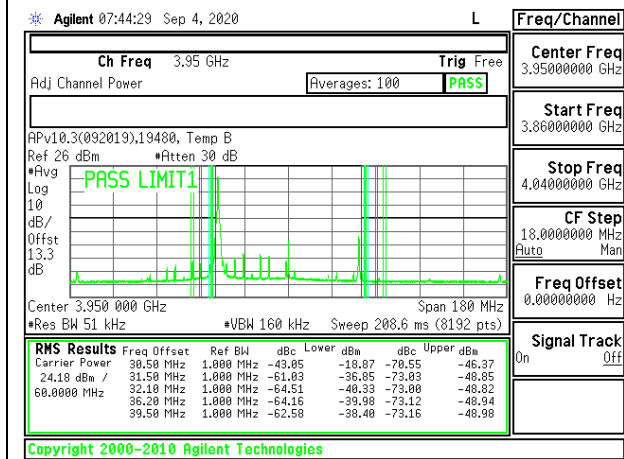 Agilent 07:44:29 Sep 4, 2020 L
Ch Freq 3.95 GHz Trig Free
Adj Channel Power Averages: 100 PASS
APv10.3(092019),19480, Temp B
Ref 26 dBm #Atten 30 dB
#Avg
Log
10
dB/
Offst
13.3
dB
PASS LIMIT1
Center 3.950 000 GHz Span 180 MHz
#Res BW 51 kHz #VBW 160 kHz Sweep 208.6 ms (8192 pts)
RMS Results Freq Offset Ref BW dBc Lower dBm dBc Upper dBm
Carrier Power 30.50 MHz 1.000 MHz -43.05 -18.87 -70.55 -46.37
24.18 dBm / 31.50 MHz 1.000 MHz -61.03 -36.85 -73.03 -48.85
60.0000 MHz 32.10 MHz 1.000 MHz -64.51 -40.33 -73.00 -48.82
36.20 MHz 1.000 MHz -64.16 -39.98 -73.12 -48.94
39.50 MHz 1.000 MHz -62.58 -38.40 -73.16 -48.98
Copyright 2000-2010 Agilent Technologies
Freq/Channel
Center Freq
3.95000000 GHz
Start Freq
3.86000000 GHz
Stop Freq
4.04000000 GHz
CF Step
18.0000000 MHz
Auto Man
Freq Offset
0.00000000 Hz
Signal Track
On Off